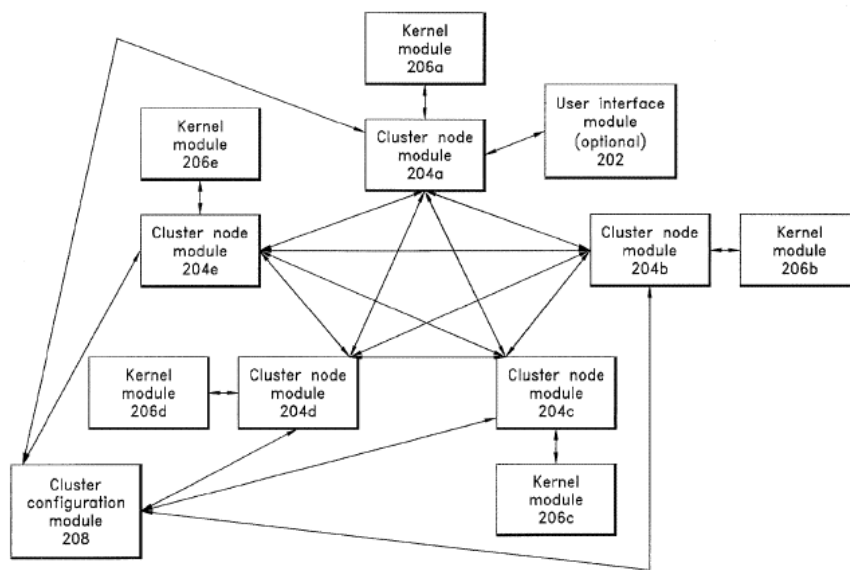 Kernel
module
206a
User interface
module
(optional)
202
Cluster node
module
204a
Kernel
module
206e
Cluster node
module
204e
Cluster node
module
204b
Kernel
module
206b
Kernel
module
206d
Cluster node
module
204d
Cluster node
module
204c
Cluster
configuration
module
208
Kernel
module
206c